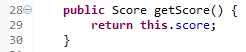 28 public Score getScore() {
29 return this.score;
30 }